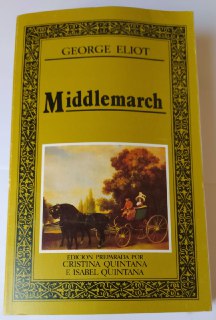 GEORGE ELIOT
Middlemarch
EDICION PREPARADA POR
CRISTINA QUINTANA
E ISABEL QUINTANA